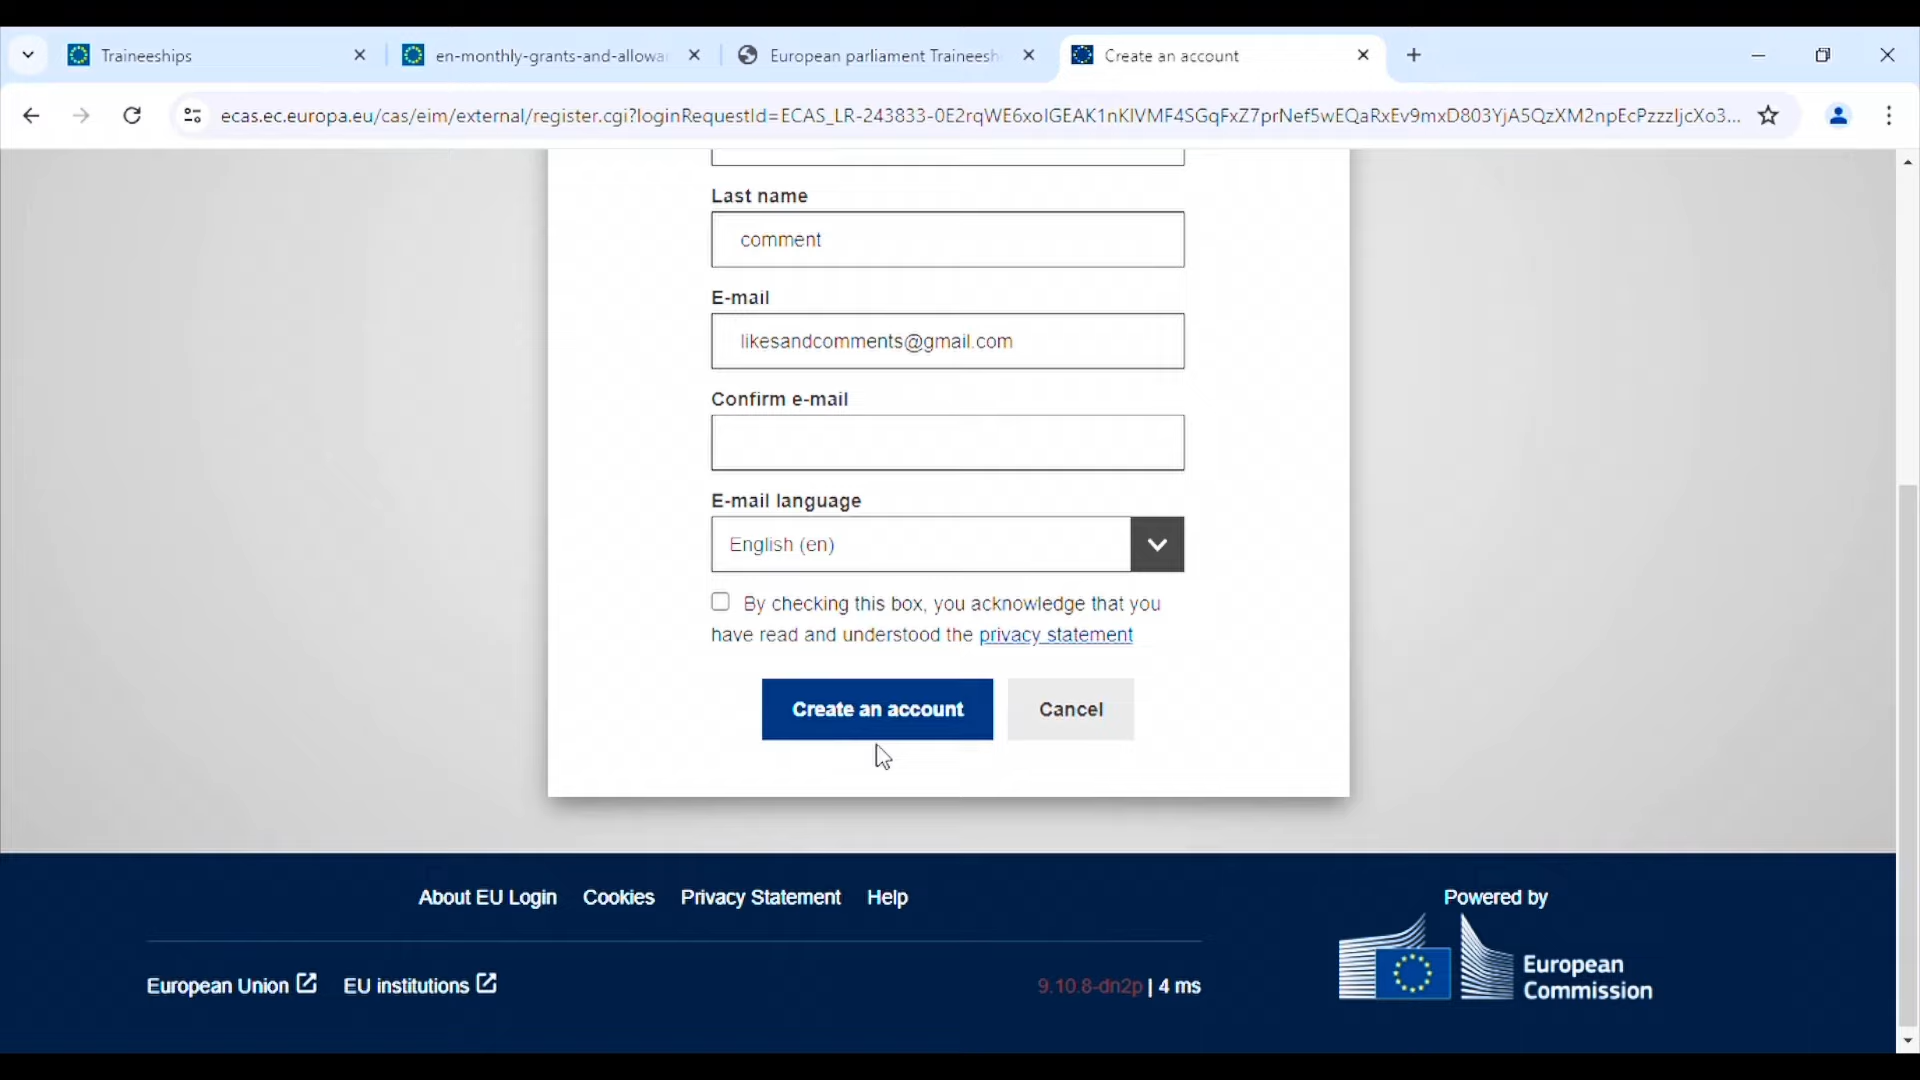 Traineeships
en-monthly-grants-and-allowa
European parliament Traineesh
Create an account
ecas.ec.europa.eu/cas/eim/external/register.cgi?loginRequestId=ECAS_LR-243833-0E2rqWE6xoIGEAK1nKIVMF4SGqFxZ7prNef5wEQaRxEv9mxD803YjA5QzXM2npEcPzzzIjcXo3...
Last name
comment
E-mail
likesandcomments@gmail.com
Confirm e-mail
E-mail language
English (en)
By checking this box, you acknowledge that you
have read and understood the privacy statement
Create an account
Cancel
About EU Login Cookies Privacy Statement Help
Powered by
European Union EU institutions
9.10.8-dn2p | 4 ms
European
Commission